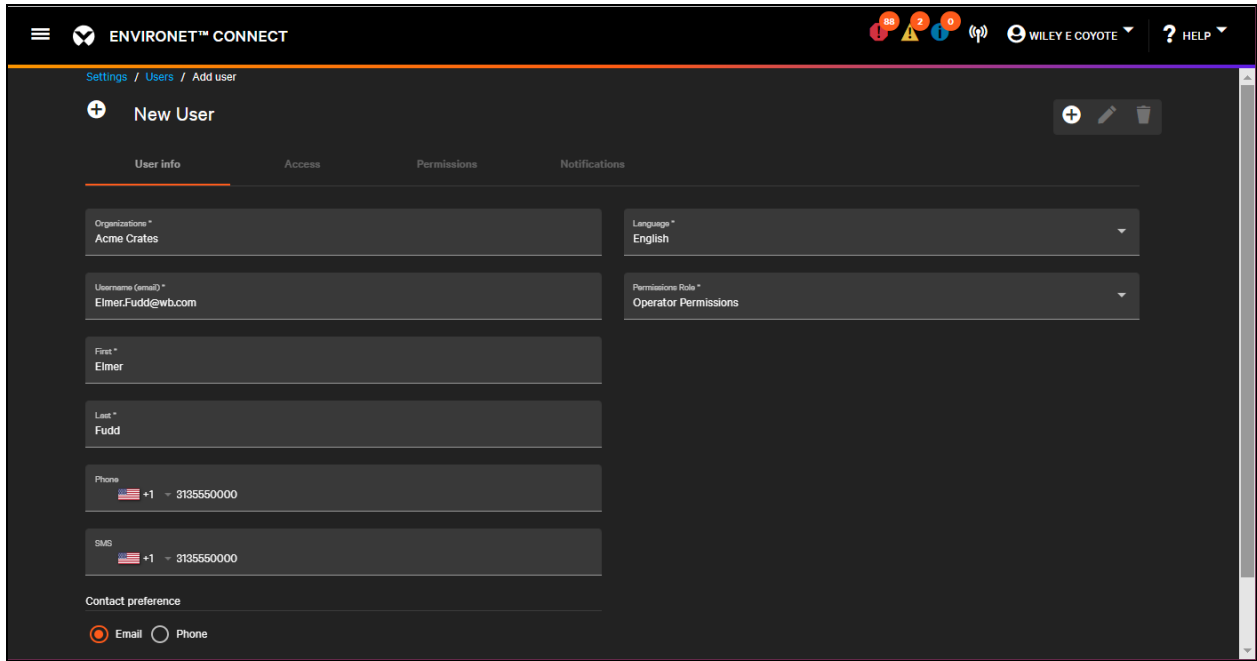 ENVIRONET™ CONNECT
88 2 0 WILEY E COYOTE ? HELP
Settings / Users / Add user
New User
User info Access Permissions Notifications
Organizations *
Acme Crates
Language *
English
Username (email) *
Elmer.Fudd@wb.com
Permissions Role *
Operator Permissions
First *
Elmer
Last *
Fudd
Phone
+1 - 3135550000
SMS
+1 - 3135550000
Contact preference
Email Phone